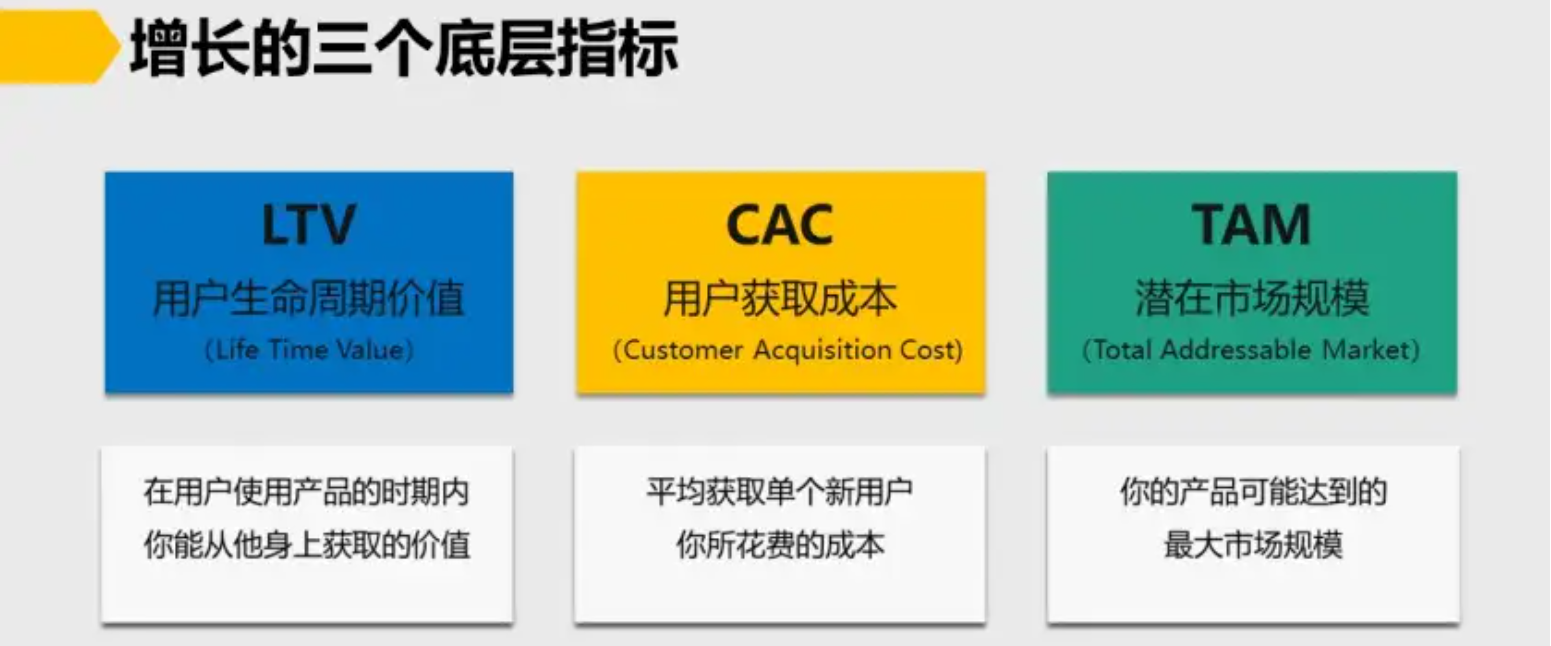 增长的三个底层指标
LTV
用户生命周期价值
（Life Time Value）
CAC
用户获取成本
（Customer Acquisition Cost)
TAM
潜在市场规模
（Total Addressable Market）
在用户使用产品的时期内
你能从他身上获取的价值
平均获取单个新用户
你所花费的成本
你的产品可能达到的
最大市场规模